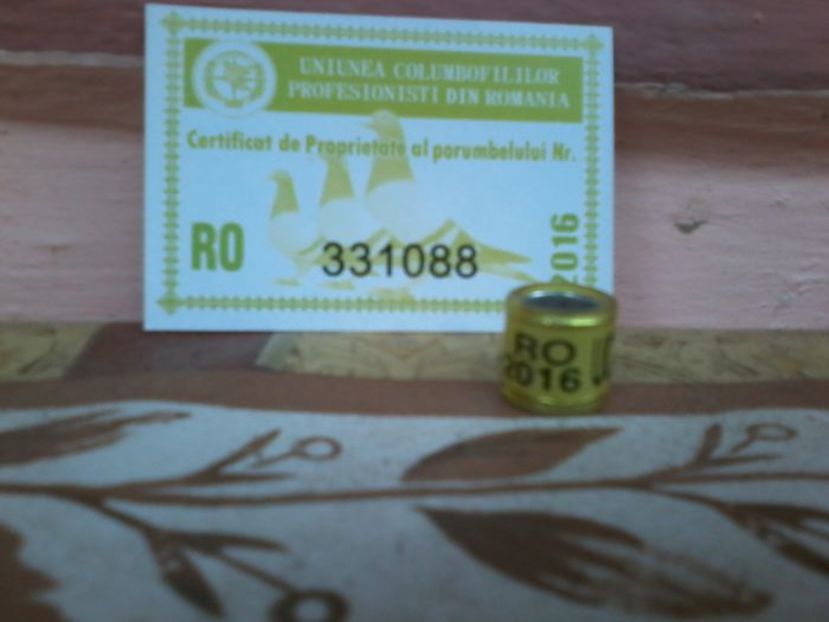 UNIUNEA COLUMBOFILILOR
PROFESIONISTI DIN ROMANIA
Certificat de Proprietate al porumbelului Nr.
RO
331088
2016
RO
2016